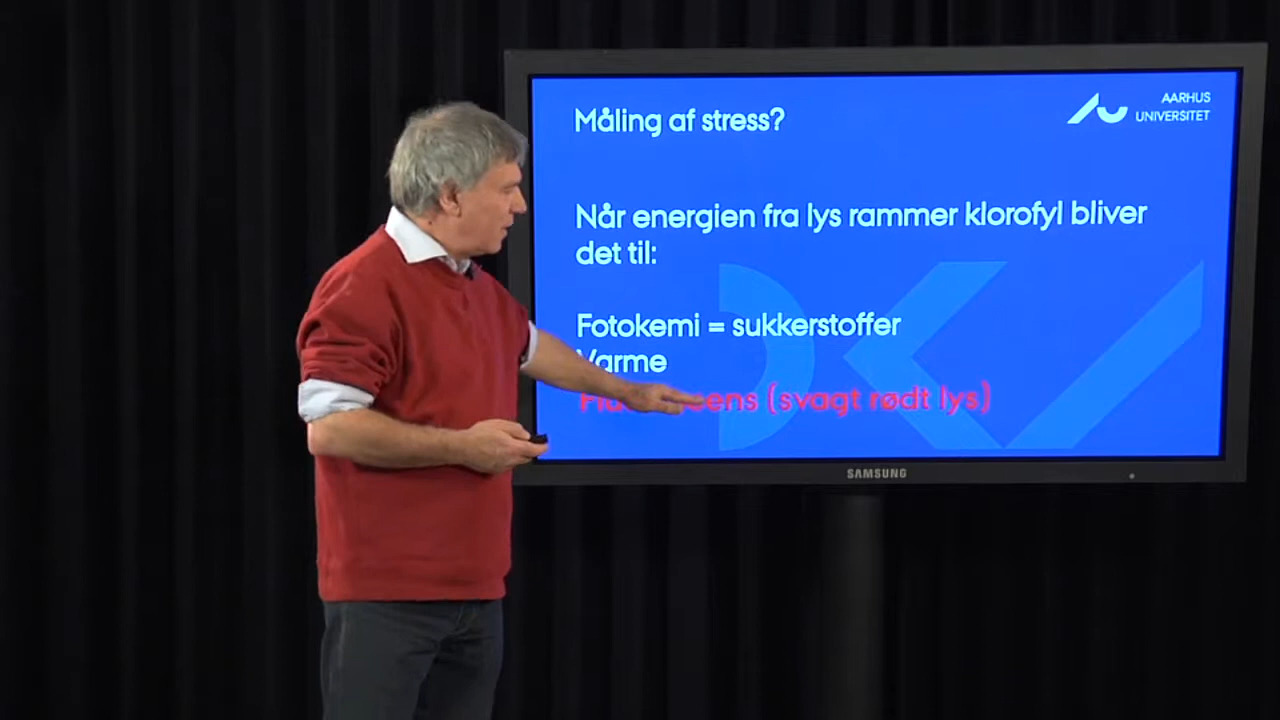 Måling af stress?
AARHUS
UNIVERSITET
Når energien fra lys rammer klorofyl bliver
det til:
Fotokemi = sukkerstoffer
Varme
(svagt rødt lys)
SAMSUNG